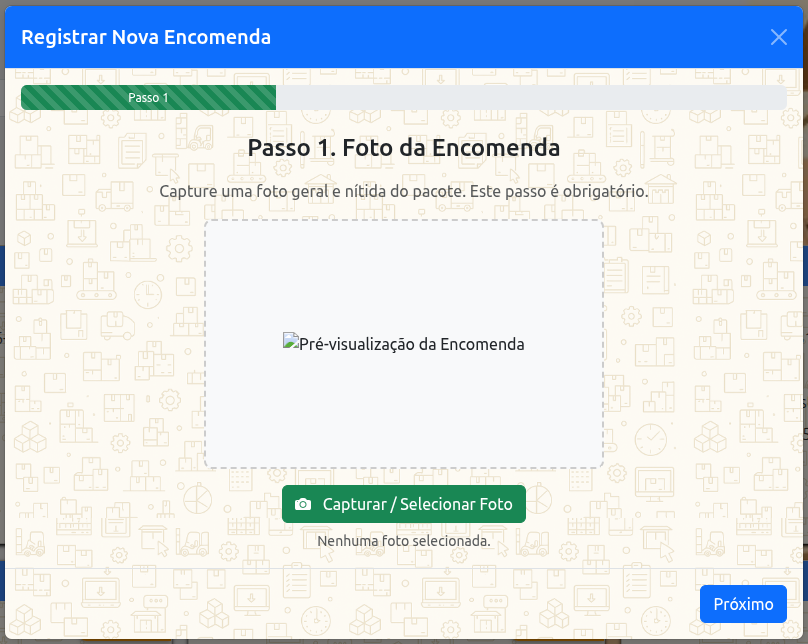 Registrar Nova Encomenda
Passo 1
Passo 1. Foto da Encomenda
Capture uma foto geral e nítida do pacote. Este passo é obrigatório.
Pré-visualização da Encomenda
Capturar / Selecionar Foto
Nenhuma foto selecionada.
Próximo